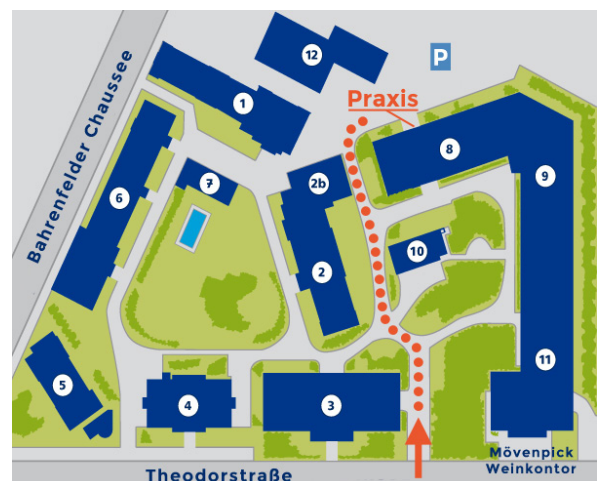 12
P
1
Praxis
8
Bahrenfelder Chaussee
9
7
2b
6
10
2
11
5
4
3
Mövenpick
Weinkontor
Theodorstraße